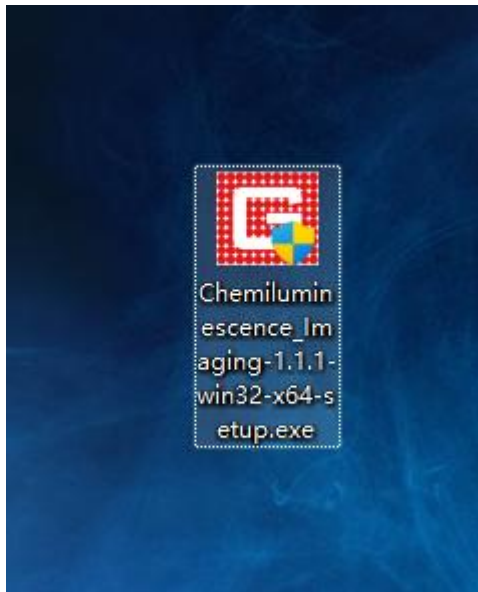 G
Chemilumin
escence_Im
aging-1.1.1-
win32-x64-s
etup.exe